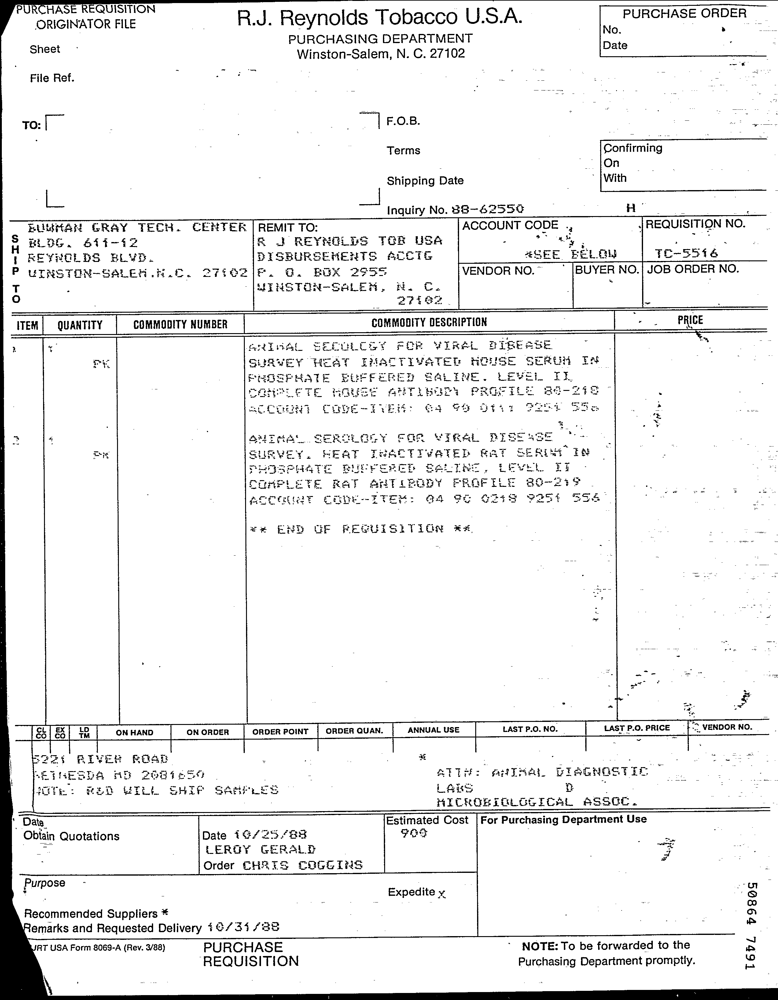 PURCHASE REQUISITION
ORIGINATOR FILE
R.J. Reynolds Tobacco U.S.A.
PURCHASING DEPARTMENT
Winston-Salem, N. C. 27102
PURCHASE ORDER
No.
Date
Sheet
File Ref.
TO:
F.O.B.
Terms
Shipping Date
Inquiry No. 88-62550
Confirming
On
With
H
SHIP TO
BOWMAN GRAY TECH. CENTER
BLDG. 611-12
REYNOLDS BLVD.
WINSTON-SALEM.N.C. 27102
REMIT TO:
R J REYNOLDS TOB USA
DISBURSEMENTS ACCTG
P. O. BOX 2955
WINSTON-SALEM, N. C.
27102
ACCOUNT CODE
*SEE BELOW
REQUISITION NO.
TC-5516
VENDOR NO.
BUYER NO.
JOB ORDER NO.
ITEM QUANTITY COMMODITY NUMBER COMMODITY DESCRIPTION PRICE
1 1 ANIMAL SEROLOGY FOR VIRAL DISEASE
PK SURVEY HEAT INACTIVATED MOUSE SERUM IN
PHOSPHATE BUFFERED SALINE. LEVEL II
COMPLETE MOUSE ANTIBODY PROFILE 80-218
ACCOUNT CODE-ITEM: 04 90 0111 9251 556
2 1 ANIMAL SEROLOGY FOR VIRAL DISEASE
PK SURVEY. HEAT INACTIVATED RAT SERUM IN
PHOSPHATE BUFFERED SALINE, LEVEL II
COMPLETE RAT ANTIBODY PROFILE 80-219
ACCOUNT CODE-ITEM: 04 90 0218 9251 556
** END OF REQUISITION **
CL CO EX CO LD TM ON HAND ON ORDER ORDER POINT ORDER QUAN. ANNUAL USE LAST P.O. NO. LAST P.O. PRICE VENDOR NO.
5221 RIVER ROAD *
BETHESDA MD 2081650 ATTN: ANIMAL DIAGNOSTIC
NOTE: R&D WILL SHIP SAMPLES LABS D
MICROBIOLOGICAL ASSOC.
Date
Obtain Quotations
Date 10/25/88
LEROY GERALD
Order CHRIS COGGINS
Estimated Cost
900
For Purchasing Department Use
Purpose
Expedite X
Recommended Suppliers *
Remarks and Requested Delivery 10/31/88
RJRT USA Form 8069-A (Rev. 3/88)
PURCHASE
REQUISITION
NOTE: To be forwarded to the
Purchasing Department promptly.
50864 7491